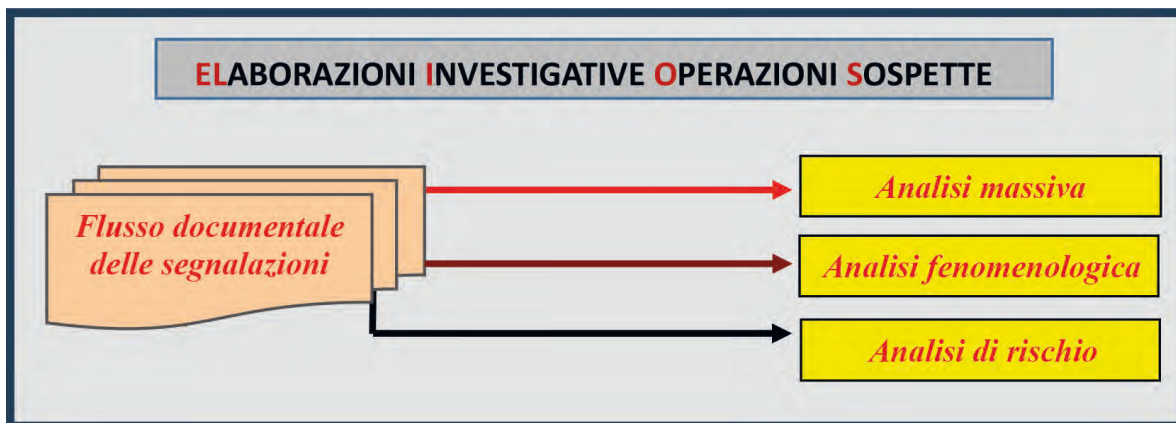 ELABORAZIONI INVESTIGATIVE OPERAZIONI SOSPETTE
Flusso documentale
delle segnalazioni
Analisi massiva
Analisi fenomenologica
Analisi di rischio